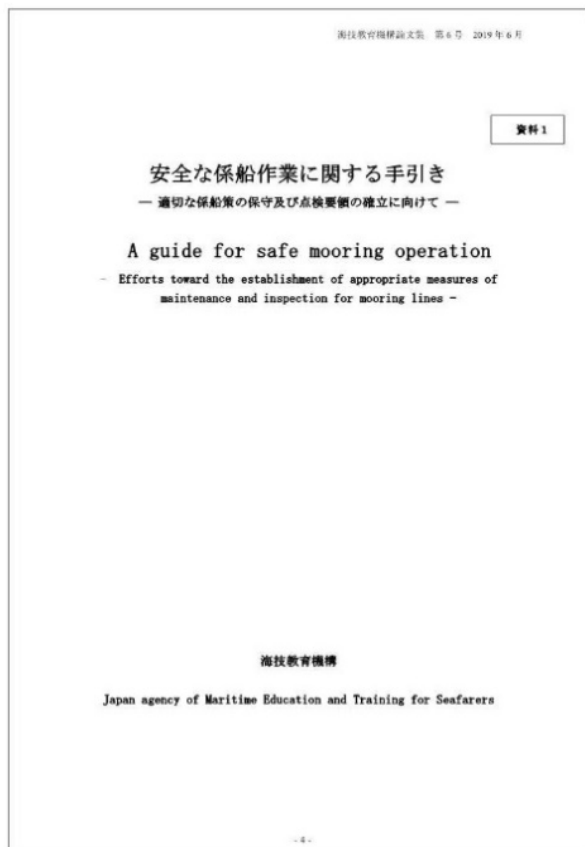 海技教育機構論文集 第6号 2019年6月
資料1
安全な係船作業に関する手引き
― 適切な係船索の保守及び点検要領の確立に向けて ―
A guide for safe mooring operation
- Efforts toward the establishment of appropriate measures of
maintenance and inspection for mooring lines -
海技教育機構
Japan agency of Maritime Education and Training for Seafarers
- 4 -